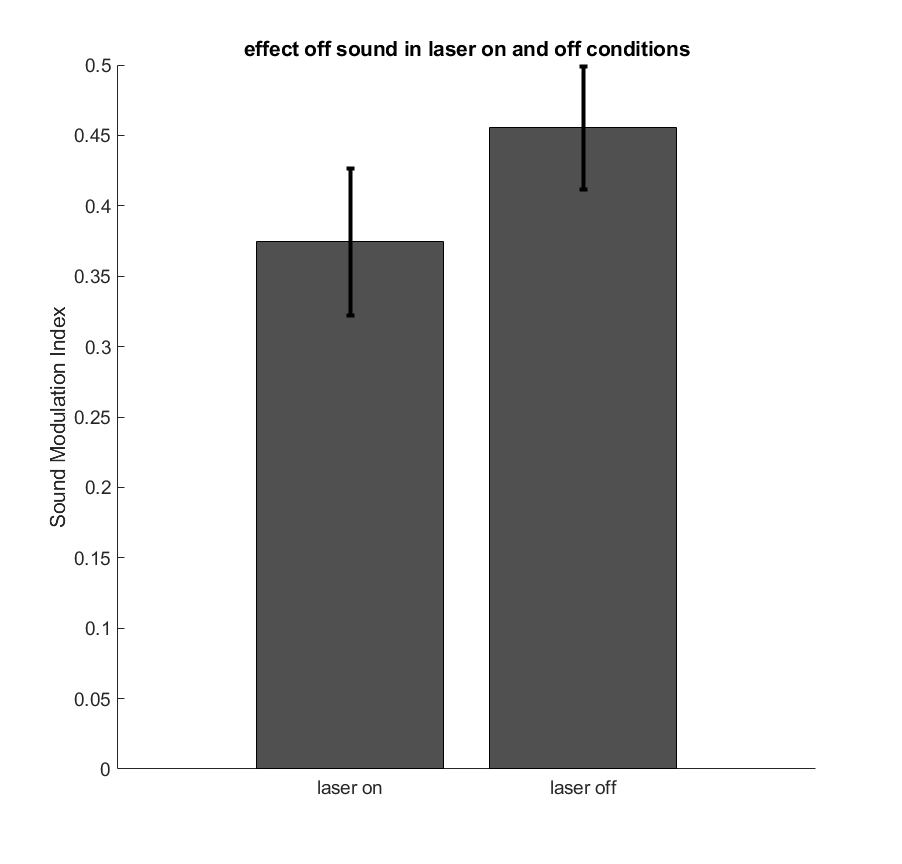 effect off sound in laser on and off conditions
0.5
0.45
0.4
0.35
0.3
0.25
0.2
0.15
0.1
0.05
0
Sound Modulation Index
laser on
laser off